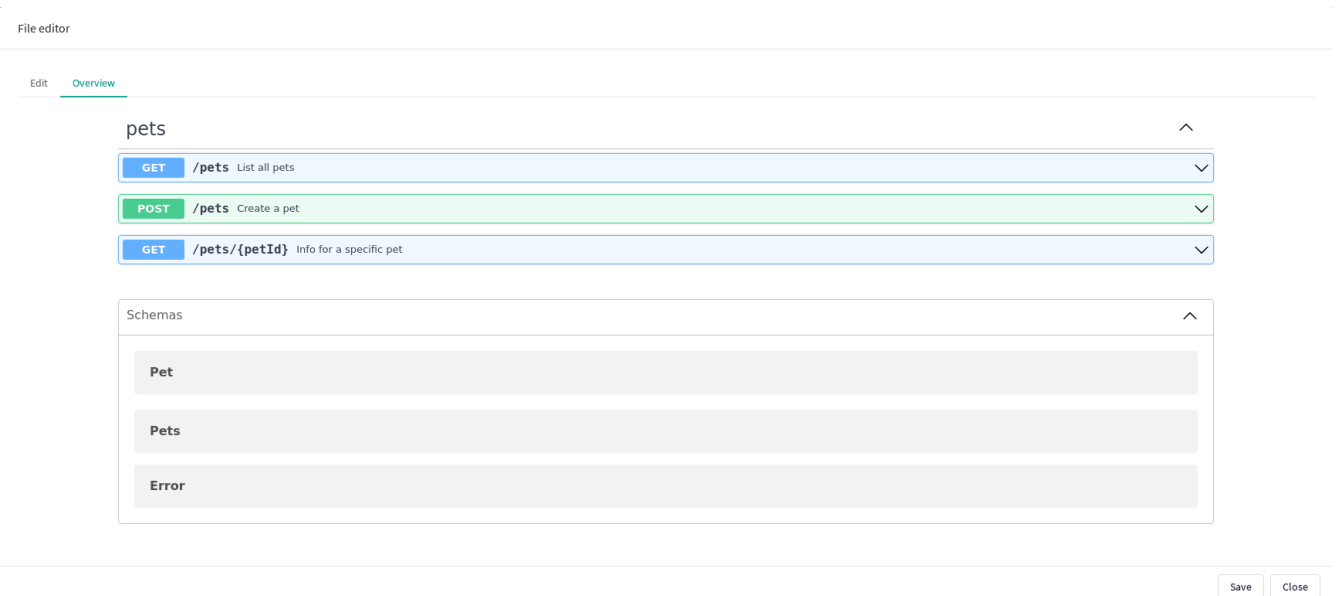 File editor
Edit Overview
pets
GET /pets List all pets
POST /pets Create a pet
GET /pets/{petId} Info for a specific pet
Schemas
Pet
Pets
Error
Save Close